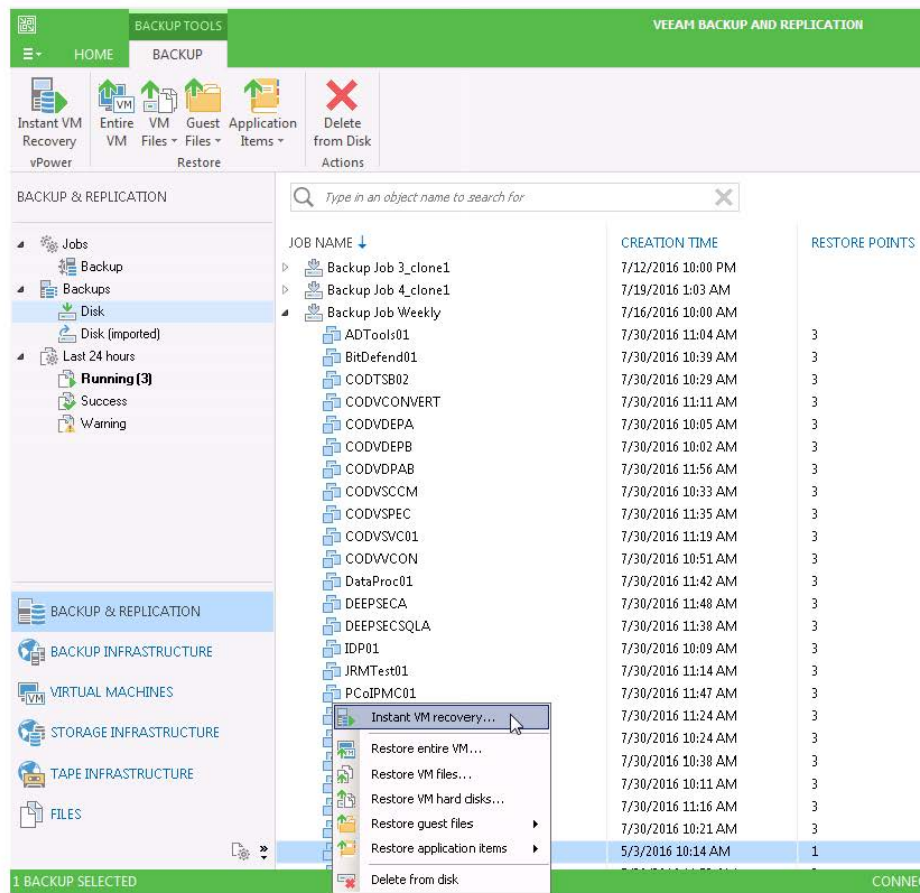 BACKUP TOOLS
VEEAM BACKUP AND REPLICATION
HOME
BACKUP
Instant VM Recovery
Entire VM
VM Files
Guest Files
Application Items
Delete from Disk
vPower
Restore
Actions
BACKUP & REPLICATION
Type in an object name to search for
Jobs
Backup
Backups
Disk
Disk (imported)
Last 24 hours
Running (3)
Success
Warning
JOB NAME CREATION TIME RESTORE POINTS
Backup Job 3_clone1 7/12/2016 10:00 PM
Backup Job 4_clone1 7/19/2016 1:03 AM
Backup Job Weekly 7/16/2016 10:00 AM
ADTools01 7/30/2016 11:04 AM 3
BitDefend01 7/30/2016 10:39 AM 3
CODTSB02 7/30/2016 10:29 AM 3
CODVCONVERT 7/30/2016 11:11 AM 3
CODVDEPA 7/30/2016 10:05 AM 3
CODVDEPB 7/30/2016 10:02 AM 3
CODVDPAB 7/30/2016 11:56 AM 3
CODVSCCM 7/30/2016 10:33 AM 3
CODVSPEC 7/30/2016 11:35 AM 3
CODVSVC01 7/30/2016 11:19 AM 3
CODVVCON 7/30/2016 10:51 AM 3
DataProc01 7/30/2016 11:42 AM 3
DEEPSECA 7/30/2016 11:48 AM 3
DEEPSECSQLA 7/30/2016 11:38 AM 3
IDP01 7/30/2016 10:09 AM 3
JRMTest01 7/30/2016 11:14 AM 3
PCoIPMC01 7/30/2016 11:47 AM 3
7/30/2016 11:24 AM 3
7/30/2016 10:24 AM 3
7/30/2016 10:38 AM 3
7/30/2016 10:11 AM 3
7/30/2016 11:16 AM 3
7/30/2016 10:21 AM 3
5/3/2016 10:14 AM 1
Instant VM recovery...
Restore entire VM...
Restore VM files...
Restore VM hard disks...
Restore guest files
Restore application items
Delete from disk
BACKUP & REPLICATION
BACKUP INFRASTRUCTURE
VIRTUAL MACHINES
STORAGE INFRASTRUCTURE
TAPE INFRASTRUCTURE
FILES
1 BACKUP SELECTED